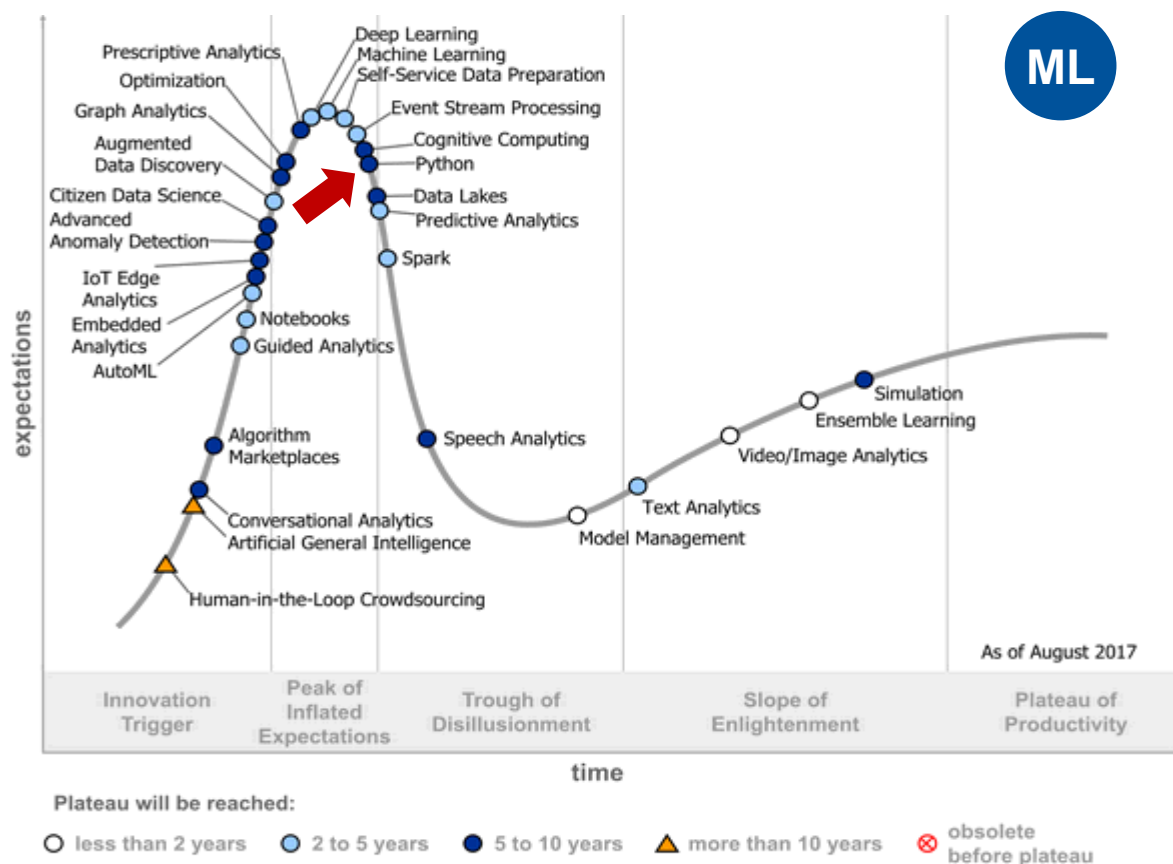 ML
Deep Learning
Prescriptive Analytics
Machine Learning
Self-Service Data Preparation
Optimization
Event Stream Processing
Graph Analytics
Cognitive Computing
Augmented
Data Discovery
Python
Citizen Data Science
Data Lakes
Advanced
Anomaly Detection
Predictive Analytics
Spark
IoT Edge
Analytics
Embedded
Analytics
Notebooks
Guided Analytics
AutoML
expectations
Algorithm
Marketplaces
Speech Analytics
Simulation
Ensemble Learning
Video/Image Analytics
Text Analytics
Model Management
Conversational Analytics
Artificial General Intelligence
Human-in-the-Loop Crowdsourcing
As of August 2017
Innovation
Trigger
Peak of
Inflated
Expectations
Trough of
Disillusionment
Slope of
Enlightenment
Plateau of
Productivity
time
Plateau will be reached:
less than 2 years
2 to 5 years
5 to 10 years
more than 10 years
obsolete
before plateau